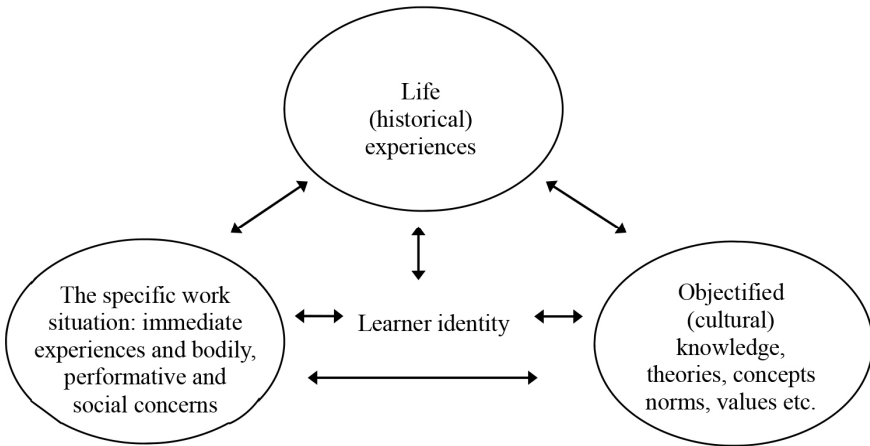 Life
(historical)
experiences
The specific work
situation: immediate
experiences and bodily,
performative and
social concerns
Learner identity
Objectified
(cultural)
knowledge,
theories, concepts
norms, values etc.